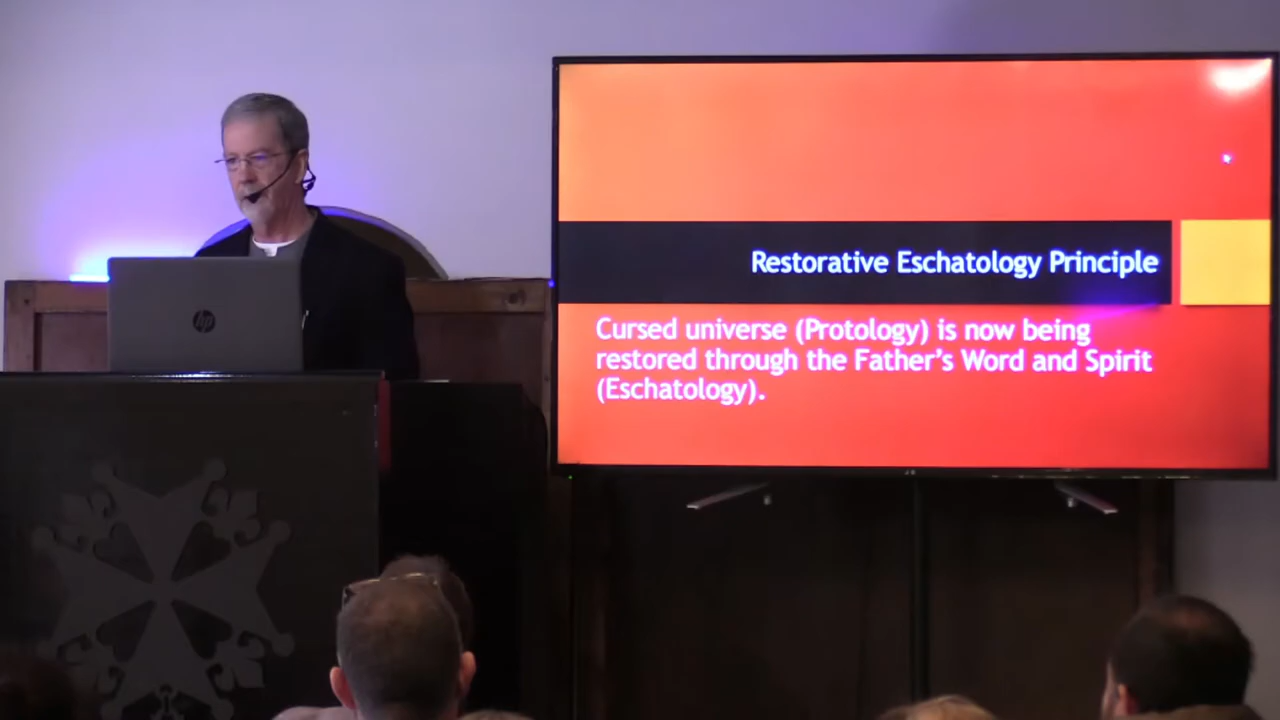 hp
Restorative Eschatology Principle
Cursed universe (Protology) is now being
restored through the Father's Word and Spirit
(Eschatology).